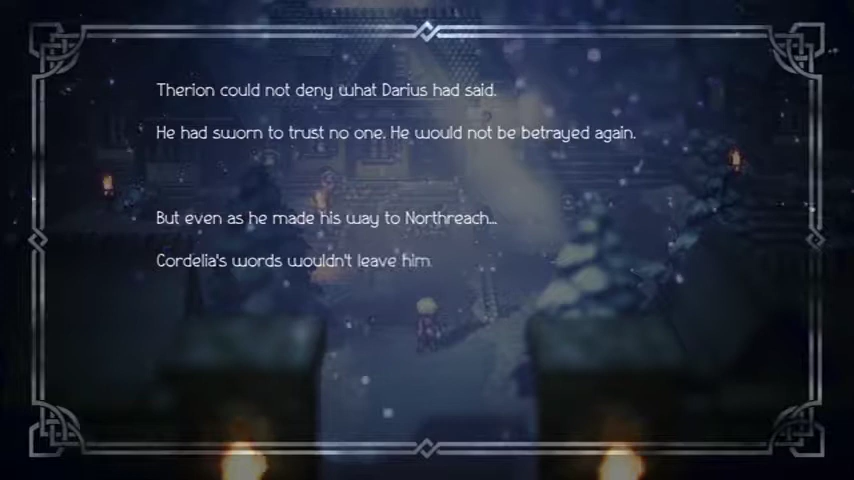 Therion could not deny what Darius had said.
He had sworn to trust no one. He would not be betrayed again.
But even as he made his way to Northreach...
Cordelia's words wouldn't leave him.